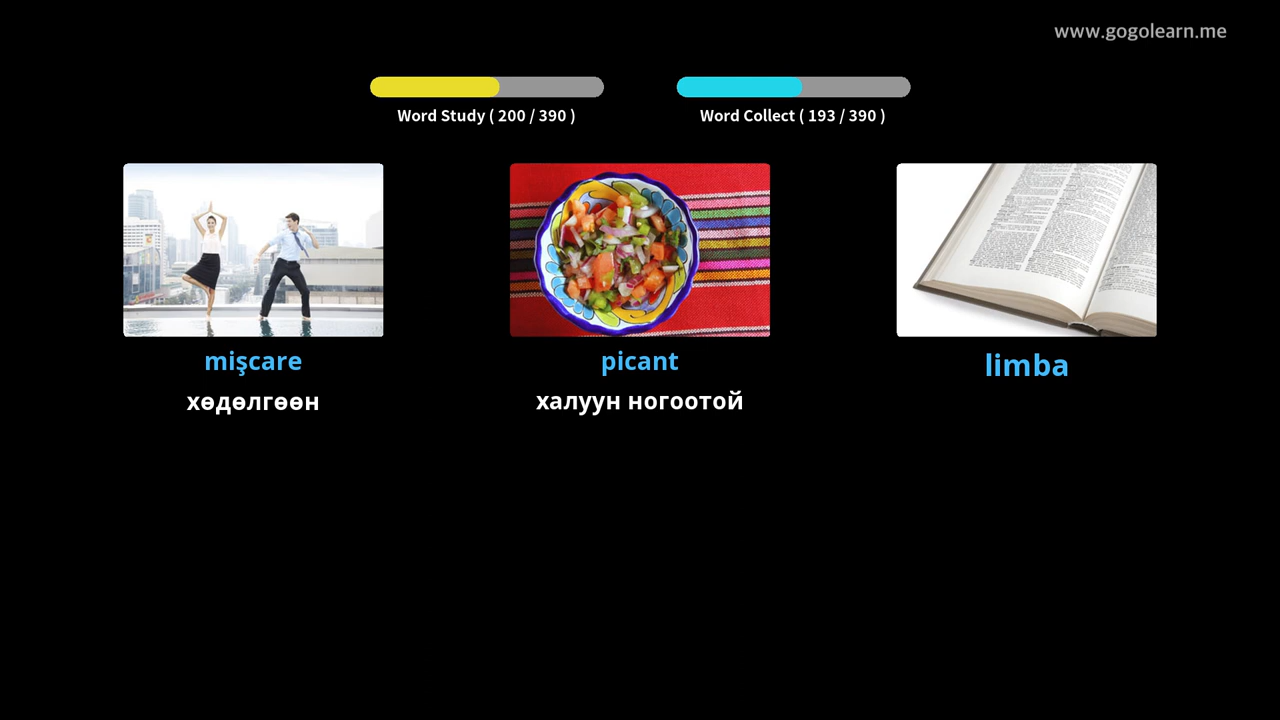 www.gogolearn.me
Word Study ( 200 / 390 )
Word Collect ( 193 / 390 )
mişcare
хөдөлгөөн
picant
халуун ногоотой
limba